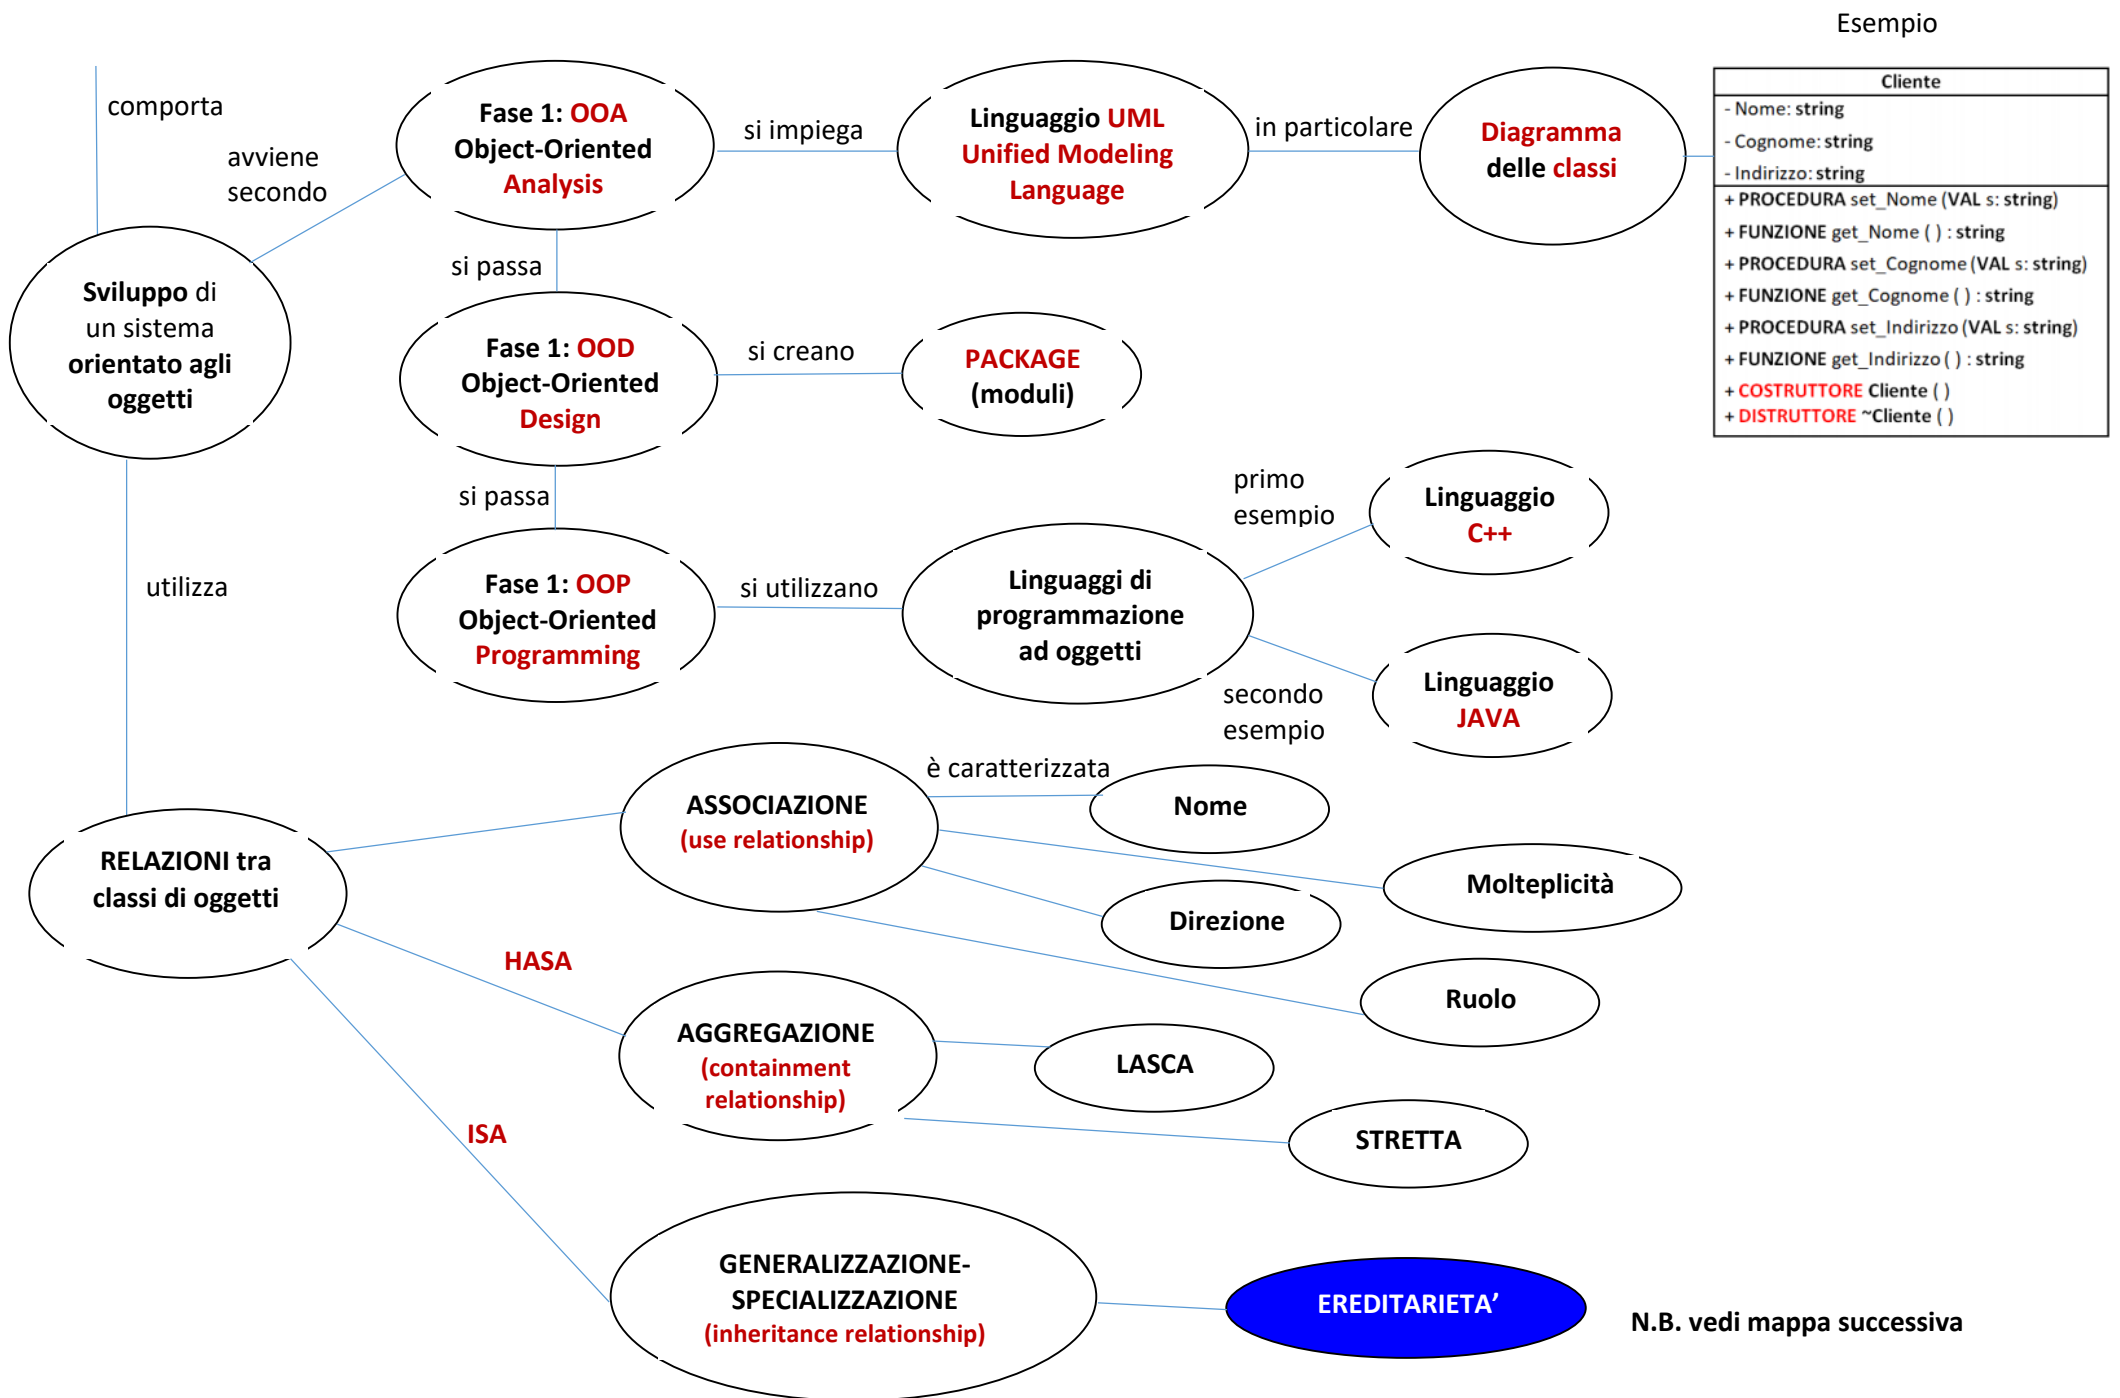 Esempio
comporta
avviene
secondo
Fase 1: OOA
Object-Oriented
Analysis
si impiega
Linguaggio UML
Unified Modeling
Language
in particolare
Diagramma
delle classi
Cliente
- Nome: string
- Cognome: string
- Indirizzo: string
+ PROCEDURA set_Nome (VAL s: string)
+ FUNZIONE get_Nome ( ) : string
+ PROCEDURA set_Cognome (VAL s: string)
+ FUNZIONE get_Cognome ( ) : string
+ PROCEDURA set_Indirizzo (VAL s: string)
+ FUNZIONE get_Indirizzo ( ) : string
+ COSTRUTTORE Cliente ( )
+ DISTRUTTORE ~Cliente ( )
Sviluppo di
un sistema
orientato agli
oggetti
si passa
Fase 1: OOD
Object-Oriented
Design
si creano
PACKAGE
(moduli)
si passa
Fase 1: OOP
Object-Oriented
Programming
si utilizzano
Linguaggi di
programmazione
ad oggetti
primo
esempio
Linguaggio
C++
secondo
esempio
Linguaggio
JAVA
utilizza
RELAZIONI tra
classi di oggetti
ASSOCIAZIONE
(use relationship)
è caratterizzata
Nome
Molteplicità
Direzione
Ruolo
HASA
AGGREGAZIONE
(containment
relationship)
LASCA
STRETTA
ISA
GENERALIZZAZIONE-
SPECIALIZZAZIONE
(inheritance relationship)
EREDITARIETA’
N.B. vedi mappa successiva